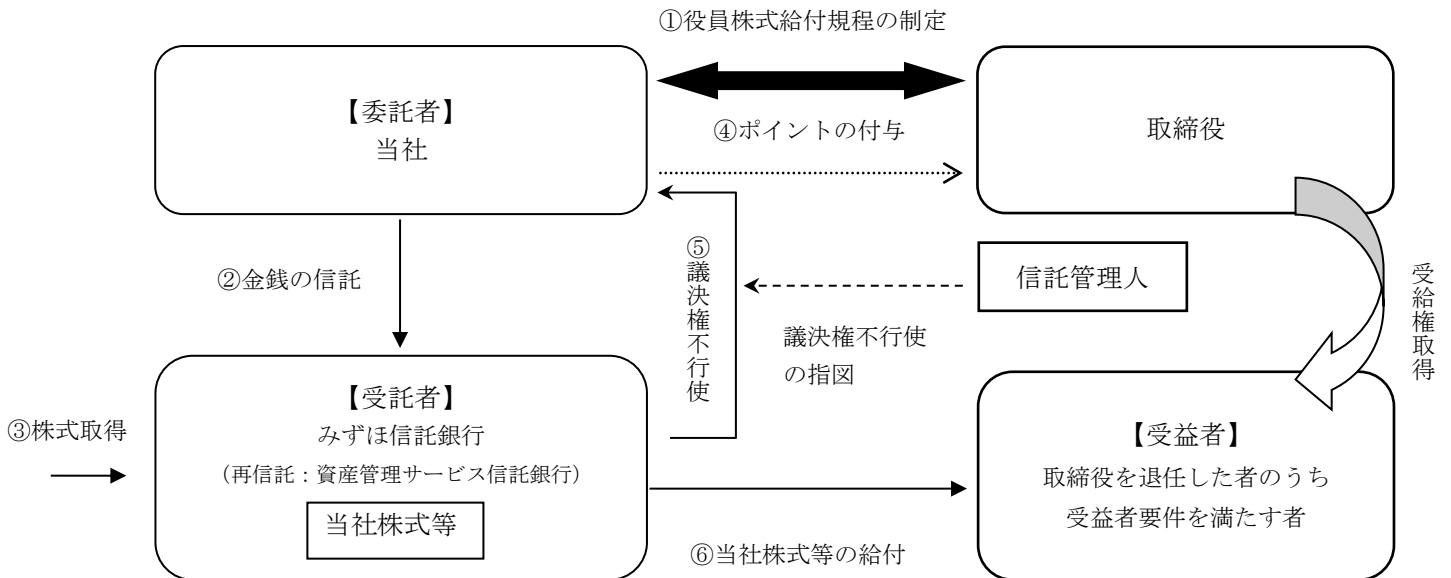 ①役員株式給付規程の制定
【委託者】
当社
④ポイントの付与
取締役
②金銭の信託
⑤議決権不行使
信託管理人
議決権不行使
の指図
受給権取得
③株式取得
【受託者】
みずほ信託銀行
(再信託:資産管理サービス信託銀行)
当社株式等
【受益者】
取締役を退任した者のうち
受益者要件を満たす者
⑥当社株式等の給付